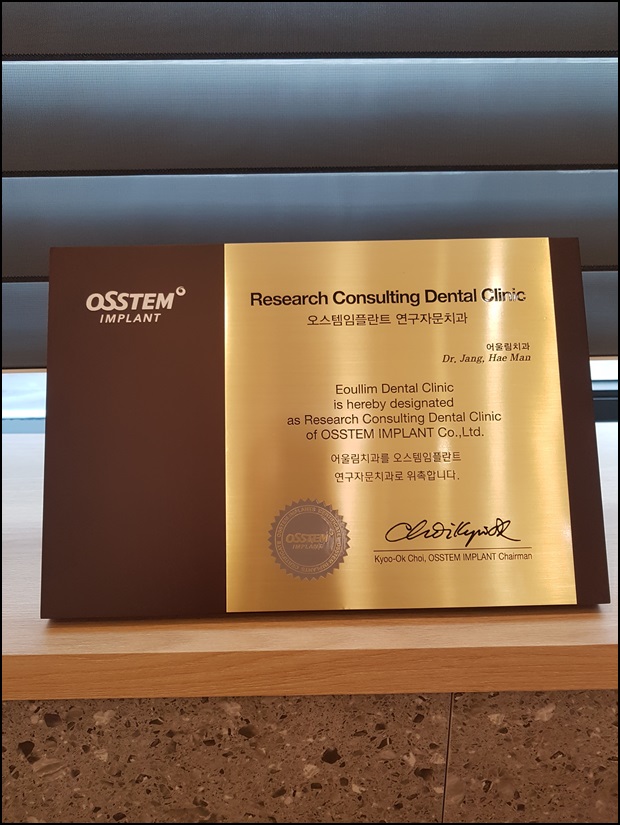 OSSTEM
IMPLANT
Research Consulting Dental Clinic
오스템임플란트 연구자문치과
어울림치과
Dr. Jang, Hae Man
Eoullim Dental Clinic
is hereby designated
as Research Consulting Dental Clinic
of OSSTEM IMPLANT Co.,Ltd.
어울림치과를 오스템임플란트
연구자문치과로 위촉합니다.
OSSTEM
IMPLANT
Kyoo-Ok Choi, OSSTEM IMPLANT Chairman